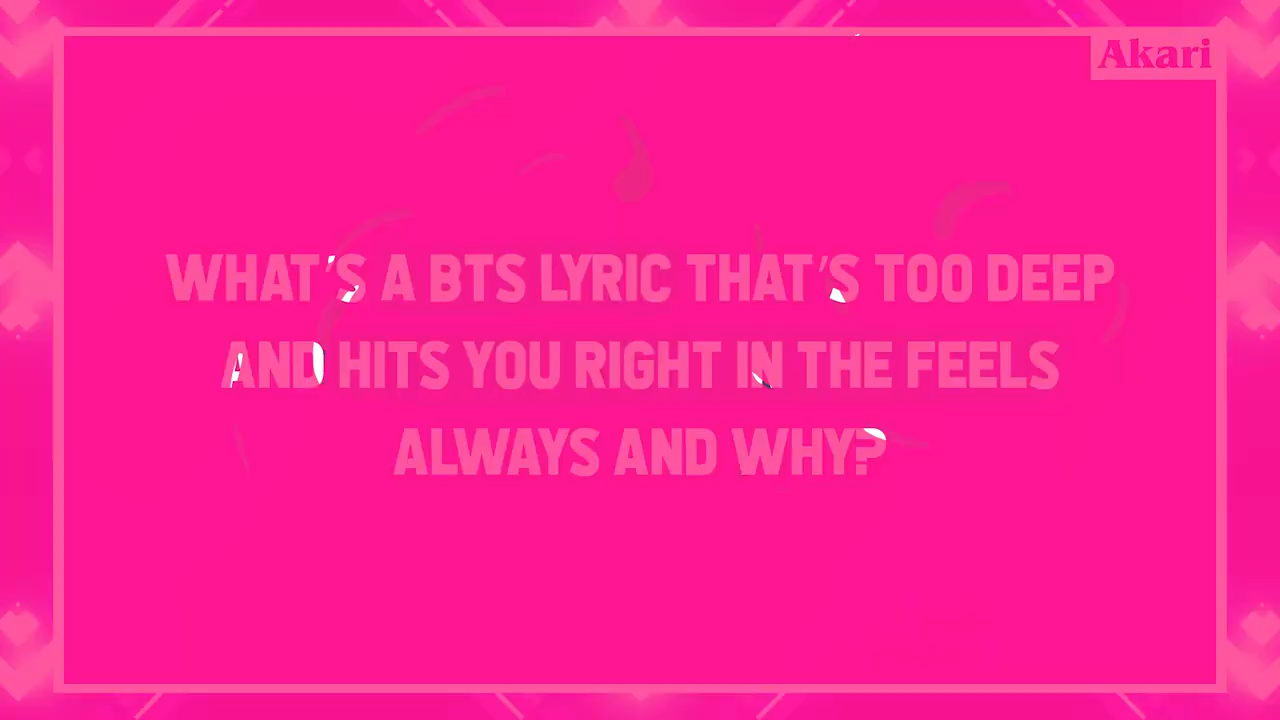 Akari
WHAT'S A BTS LYRIC THAT'S TOO DEEP
AND HITS YOU RIGHT IN THE FEELS
ALWAYS AND WHY?